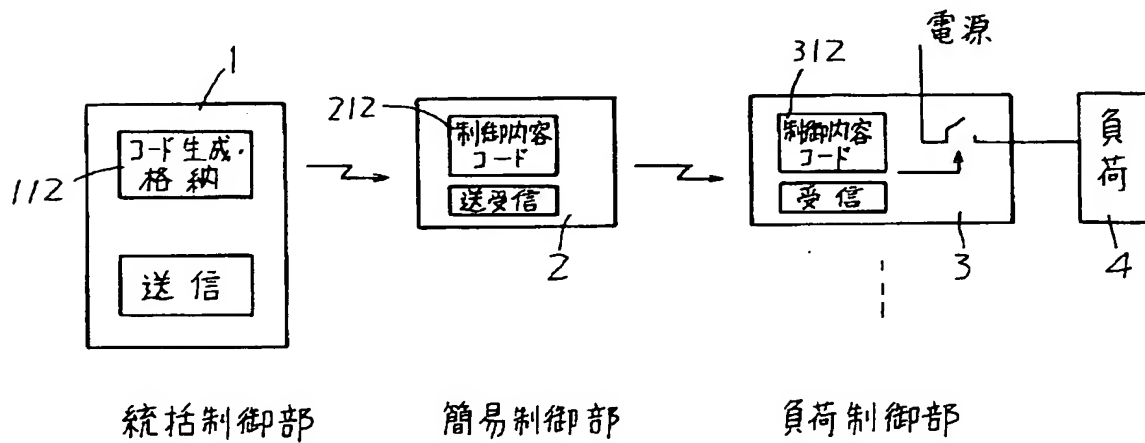 電源
1
コード生成・
格納
112
送信
212
制御内容
コード
送受信
2
312
制御内容
コード
受信
3
負荷
4
統括制御部
簡易制御部
負荷制御部